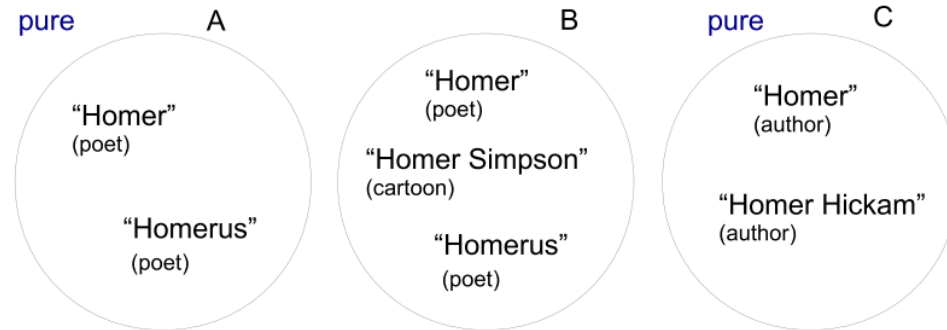 pure A
“Homer”
(poet)
“Homerus”
(poet)
B
“Homer”
(poet)
“Homer Simpson”
(cartoon)
“Homerus”
(poet)
pure C
“Homer”
(author)
“Homer Hickam”
(author)